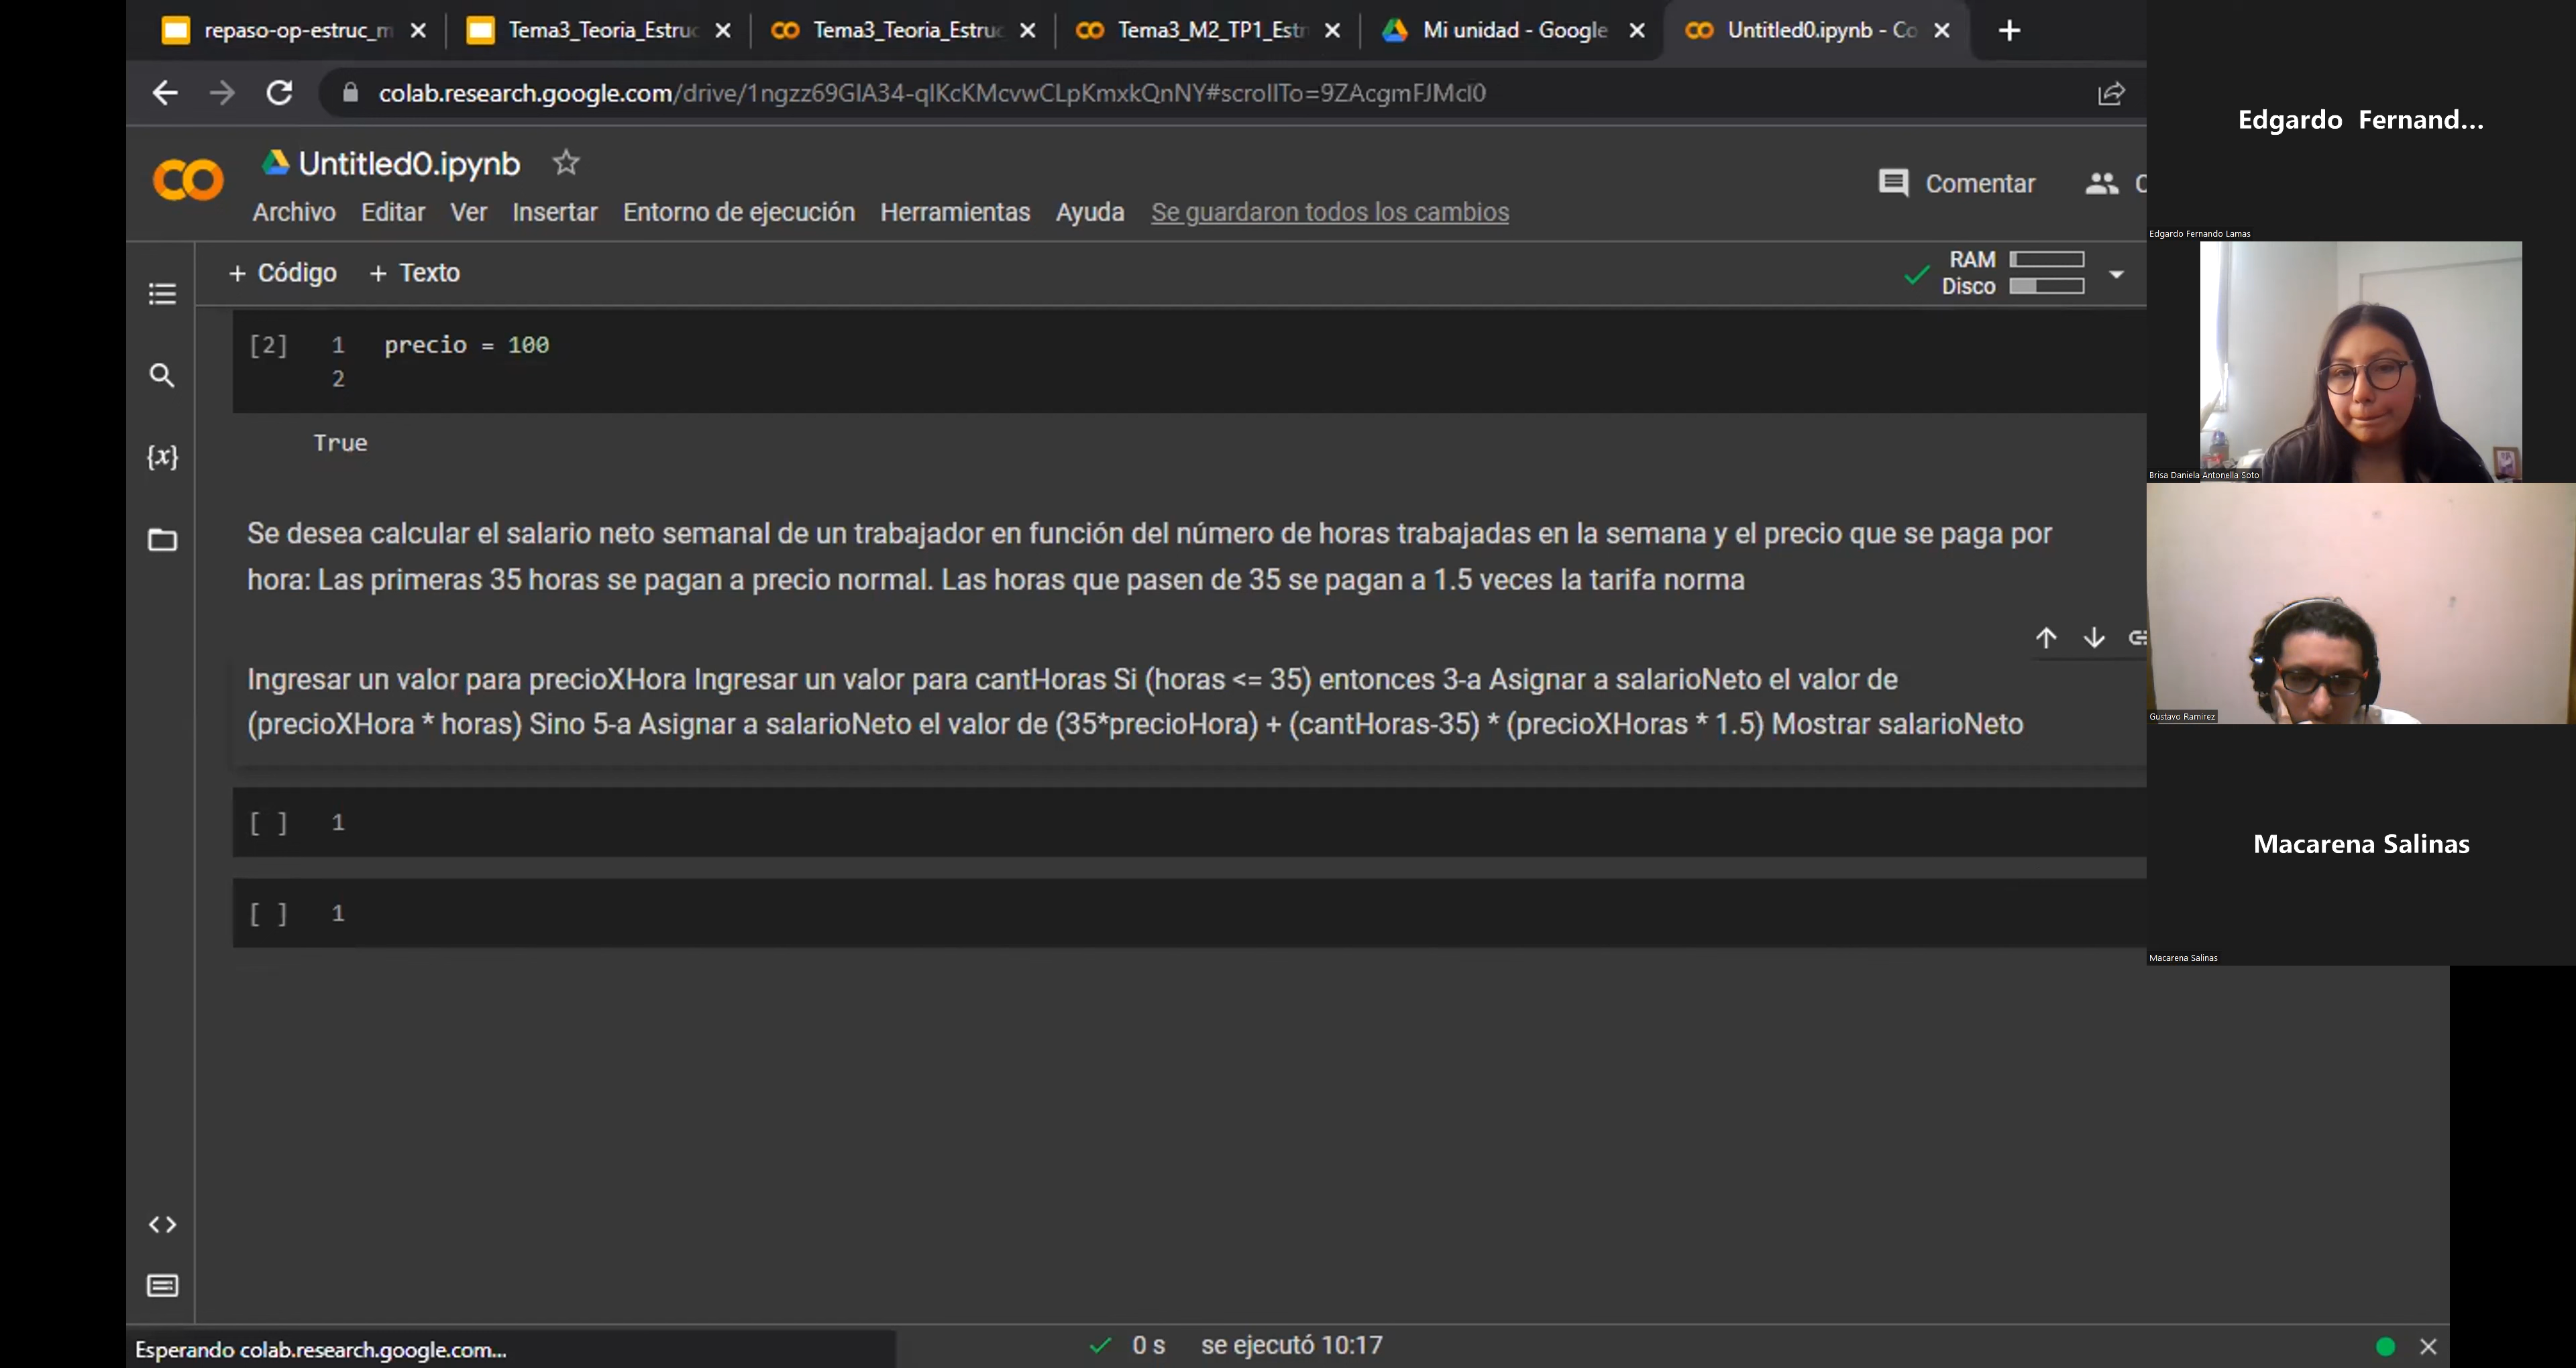 repaso-op-estruc_m
Tema3_Teoria_Estruc
Tema3_Teoria_Estruc
Tema3_M2_TP1_Estr
Mi unidad - Google
Untitled0.ipynb - Co
colab.research.google.com/drive/1ngzz69GIA34-qIKcKMcvwCLpKmxkQnNY#scrollTo=9ZAcgmFJMcI0
Untitled0.ipynb
Comentar
C
Archivo Editar Ver Insertar Entorno de ejecución Herramientas Ayuda Se guardaron todos los cambios
+ Código + Texto
RAM
Disco
[2] 1 precio = 100
2
True
Se desea calcular el salario neto semanal de un trabajador en función del número de horas trabajadas en la semana y el precio que se paga por
hora: Las primeras 35 horas se pagan a precio normal. Las horas que pasen de 35 se pagan a 1.5 veces la tarifa norma
Ingresar un valor para precioXHora Ingresar un valor para cantHoras Si (horas <= 35) entonces 3-a Asignar a salarioNeto el valor de
(precioXHora * horas) Sino 5-a Asignar a salarioNeto el valor de (35*precioHora) + (cantHoras-35) * (precioXHoras * 1.5) Mostrar salarioNeto
[ ] 1
[ ] 1
Esperando colab.research.google.com...
0 s se ejecutó 10:17
Edgardo Fernand...
Edgardo Fernando Lamas
Brisa Daniela Antonella Soto
Gustavo Ramirez
Macarena Salinas
Macarena Salinas